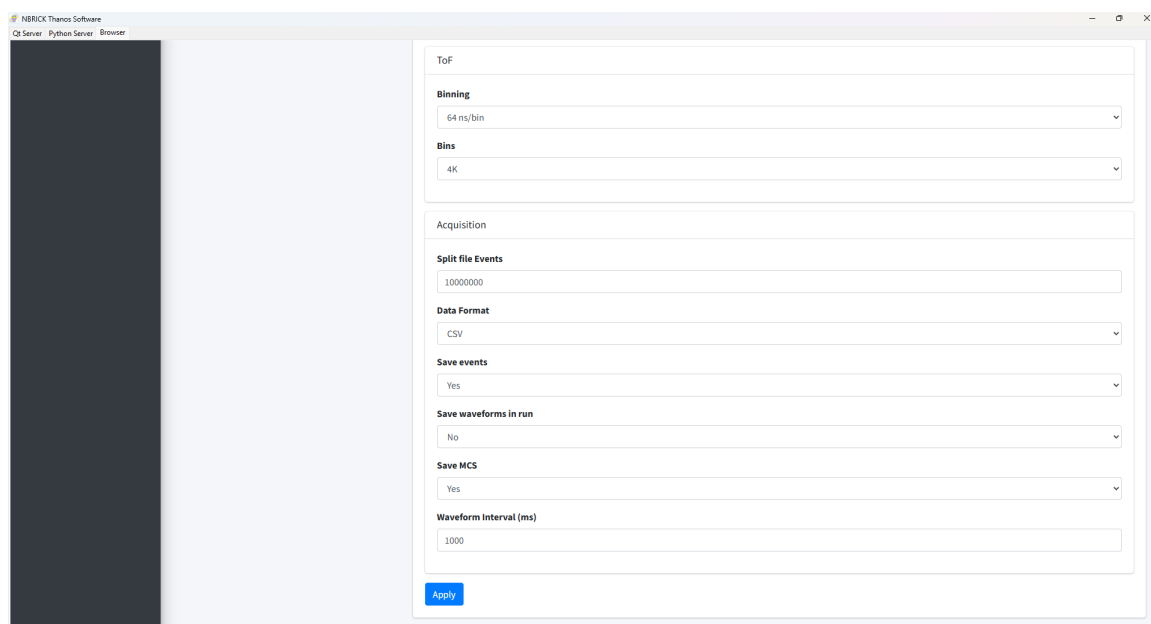 NBRICK Thanos Software
Qt Server Python Server Browser
ToF
Binning
64 ns/bin
Bins
4K
Acquisition
Split file Events
10000000
Data Format
CSV
Save events
Yes
Save waveforms in run
No
Save MCS
Yes
Waveform Interval (ms)
1000
Apply